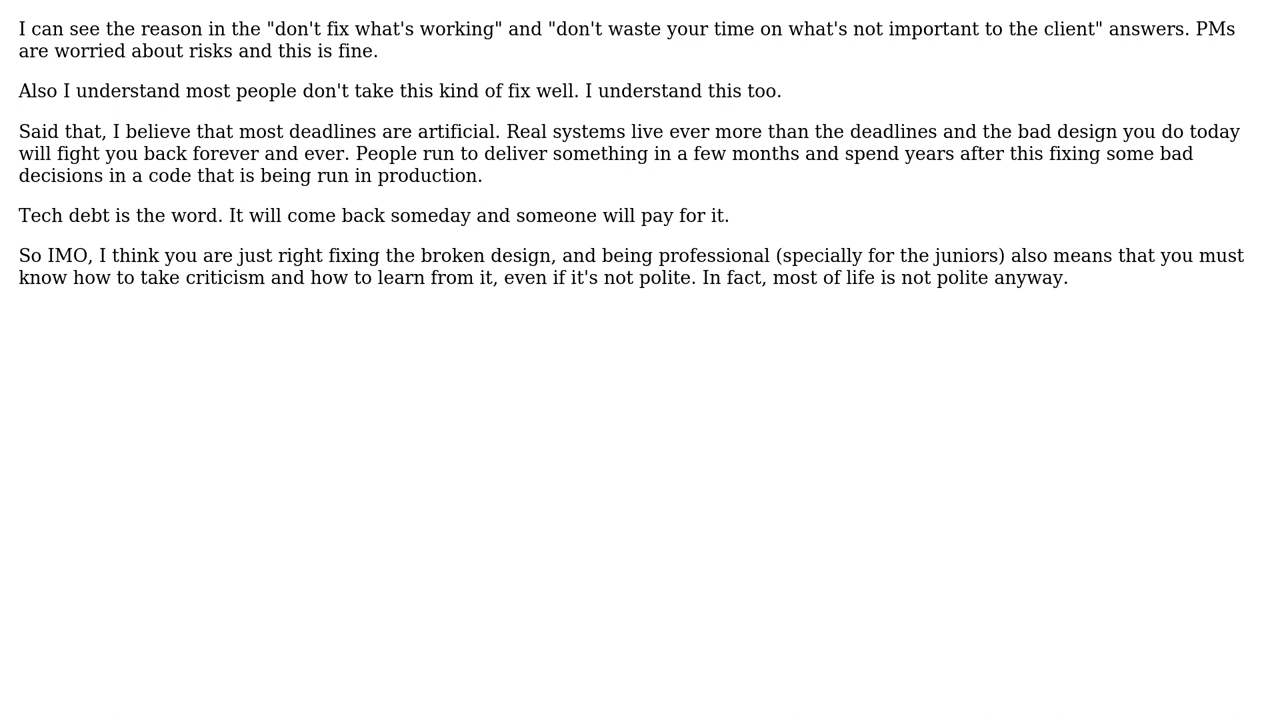 I can see the reason in the "don't fix what's working" and "don't waste your time on what's not important to the client" answers. PMs
are worried about risks and this is fine.
Also I understand most people don't take this kind of fix well. I understand this too.
Said that, I believe that most deadlines are artificial. Real systems live ever more than the deadlines and the bad design you do today
will fight you back forever and ever. People run to deliver something in a few months and spend years after this fixing some bad
decisions in a code that is being run in production.
Tech debt is the word. It will come back someday and someone will pay for it.
So IMO, I think you are just right fixing the broken design, and being professional (specially for the juniors) also means that you must
know how to take criticism and how to learn from it, even if it's not polite. In fact, most of life is not polite anyway.